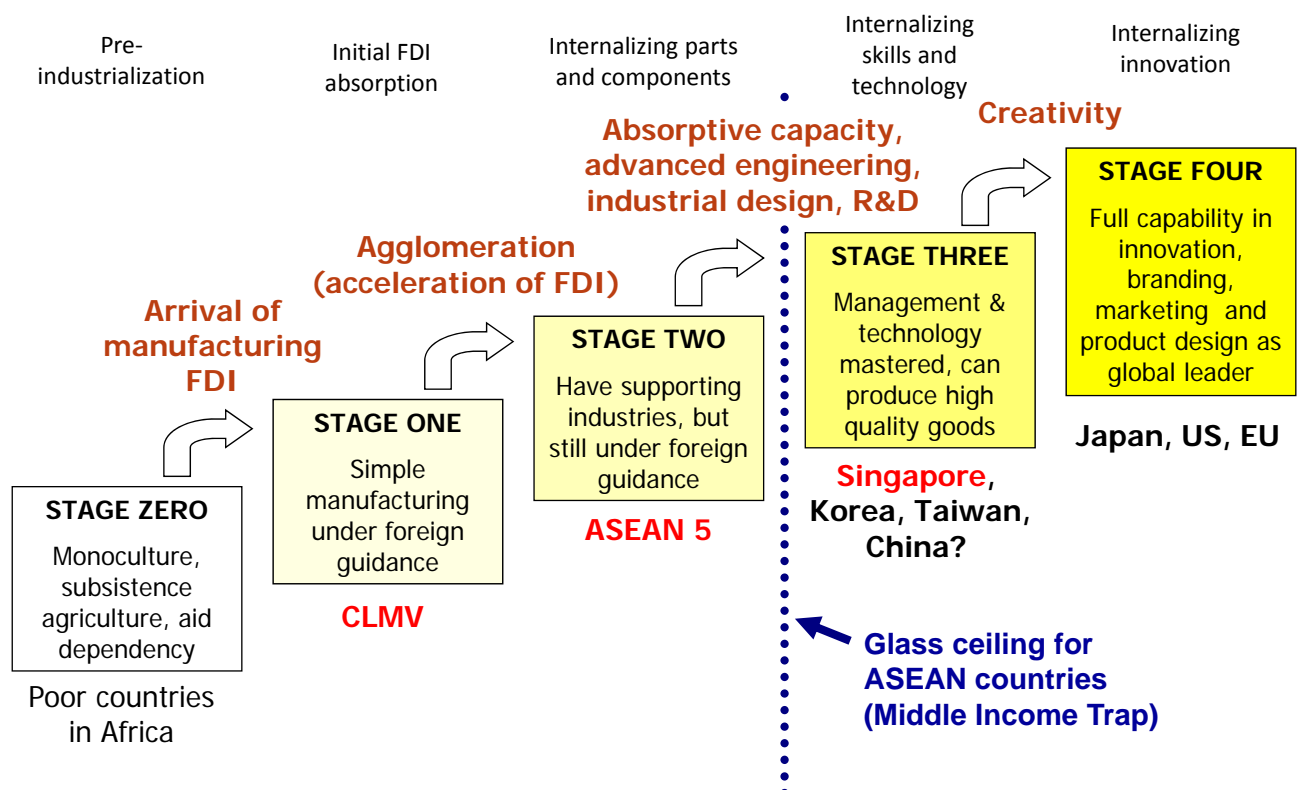 Pre-
industrialization
Initial FDI
absorption
Internalizing parts
and components
Internalizing
skills and
technology
Internalizing
innovation
Arrival of
manufacturing
FDI
Agglomeration
(acceleration of FDI)
Absorptive capacity,
advanced engineering,
industrial design, R&D
Creativity
STAGE ZERO
Monoculture,
subsistence
agriculture, aid
dependency
Poor countries
in Africa
STAGE ONE
Simple
manufacturing
under foreign
guidance
CLMV
STAGE TWO
Have supporting
industries, but
still under foreign
guidance
ASEAN 5
STAGE THREE
Management &
technology
mastered, can
produce high
quality goods
Singapore,
Korea, Taiwan,
China?
STAGE FOUR
Full capability in
innovation,
branding,
marketing and
product design as
global leader
Japan, US, EU
Glass ceiling for
ASEAN countries
(Middle Income Trap)